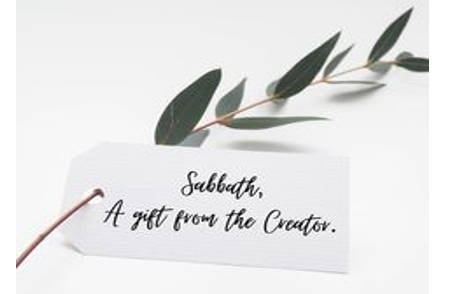 Sabbath,
A gift from the Creator.